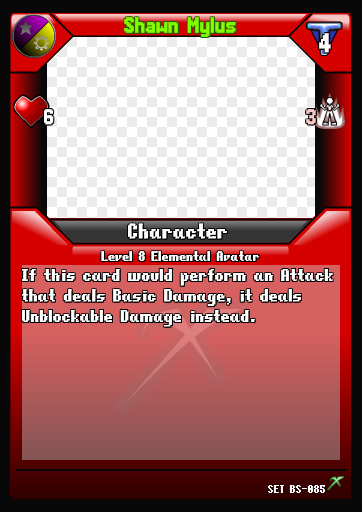 Shawn Mylus
4
6
3
Character
Level 8 Elemental Avatar
If this card would perform an Attack
that deals Basic Damage, it deals
Unblockable Damage instead.
SET BS-085